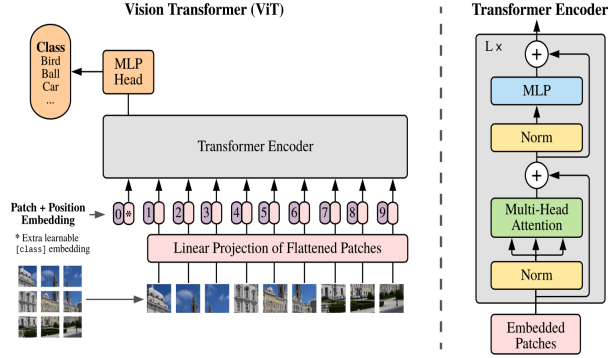 Vision Transformer (ViT)
Class
Bird
Ball
Car
...
MLP
Head
Transformer Encoder
Patch + Position
Embedding
0 * 1 2 3 4 5 6 7 8 9
* Extra learnable
[class] embedding
Linear Projection of Flattened Patches
Transformer Encoder
L x
+
MLP
Norm
+
Multi-Head
Attention
Norm
Embedded
Patches